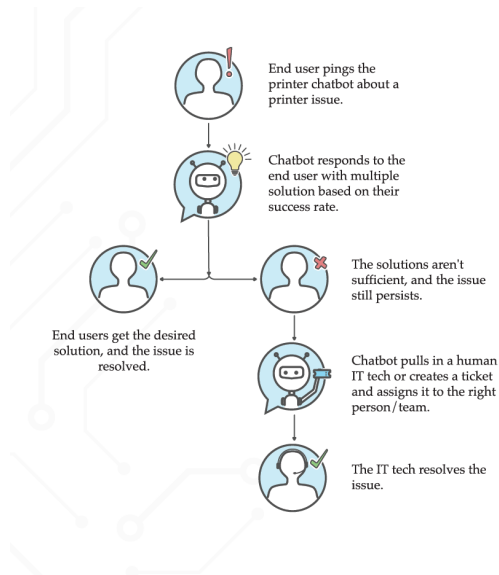 End user pings the
printer chatbot about a
printer issue.
Chatbot responds to the
end user with multiple
solution based on their
success rate.
The solutions aren't
sufficient, and the issue
still persists.
End users get the desired
solution, and the issue is
resolved.
Chatbot pulls in a human
IT tech or creates a ticket
and assigns it to the right
person/team.
The IT tech resolves the
issue.